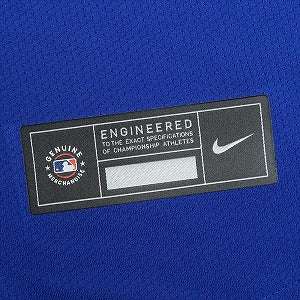 GENUINE
MERCHANDISE
ENGINEERED
TO THE EXACT SPECIFICATIONS
OF CHAMPIONSHIP ATHLETES